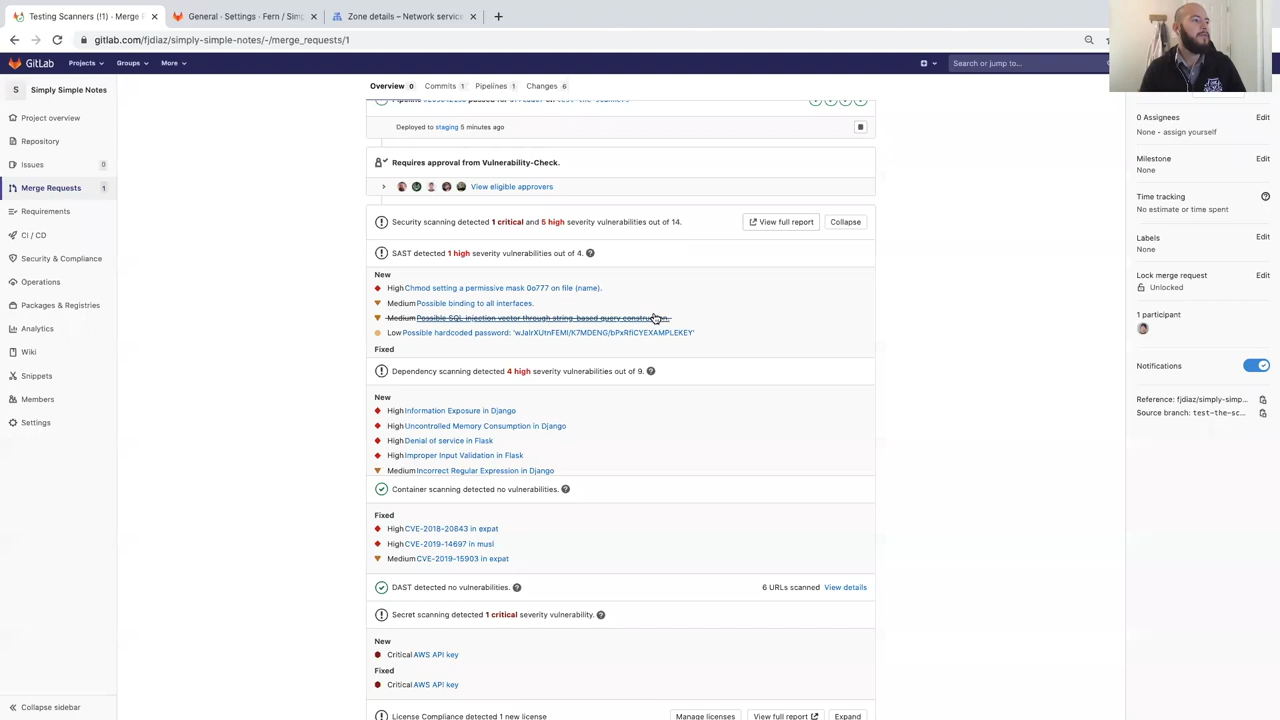 Testing Scanners (!1) · Merge R
General · Settings · Fern / Simp
Zone details – Network service
gitlab.com/fjdiaz/simply-simple-notes/-/merge_requests/1
GitLab
Projects
Groups
More
Search or jump to...
S
Simply Simple Notes
Project overview
Repository
Issues
0
Merge Requests
1
Requirements
CI / CD
Security & Compliance
Operations
Packages & Registries
Analytics
Wiki
Snippets
Members
Settings
Collapse sidebar
Overview 0
Commits 1
Pipelines 1
Changes 6
Deployed to staging 5 minutes ago
Requires approval from Vulnerability-Check.
View eligible approvers
Security scanning detected 1 critical and 5 high severity vulnerabilities out of 14.
View full report
Collapse
SAST detected 1 high severity vulnerabilities out of 4.
New
High Chmod setting a permissive mask 0o777 on file (name).
Medium Possible binding to all interfaces.
Medium Possible SQL injection vector through string-based query construction.
Low Possible hardcoded password: 'wJalrXUtnFEMI/K7MDENG/bPxRfiCYEXAMPLEKEY'
Fixed
Dependency scanning detected 4 high severity vulnerabilities out of 9.
New
High Information Exposure in Django
High Uncontrolled Memory Consumption in Django
High Denial of service in Flask
High Improper Input Validation in Flask
Medium Incorrect Regular Expression in Django
Container scanning detected no vulnerabilities.
Fixed
High CVE-2018-20843 in expat
High CVE-2019-14697 in musl
Medium CVE-2019-15903 in expat
DAST detected no vulnerabilities.
6 URLs scanned
View details
Secret scanning detected 1 critical severity vulnerability.
New
Critical AWS API key
Fixed
Critical AWS API key
License Compliance detected 1 new license
Manage licenses
View full report
Expand
0 Assignees
Edit
None - assign yourself
Milestone
Edit
None
Time tracking
No estimate or time spent
Labels
Edit
None
Lock merge request
Edit
Unlocked
1 participant
Notifications
Reference: fjdiaz/simply-simp...
Source branch: test-the-sc...